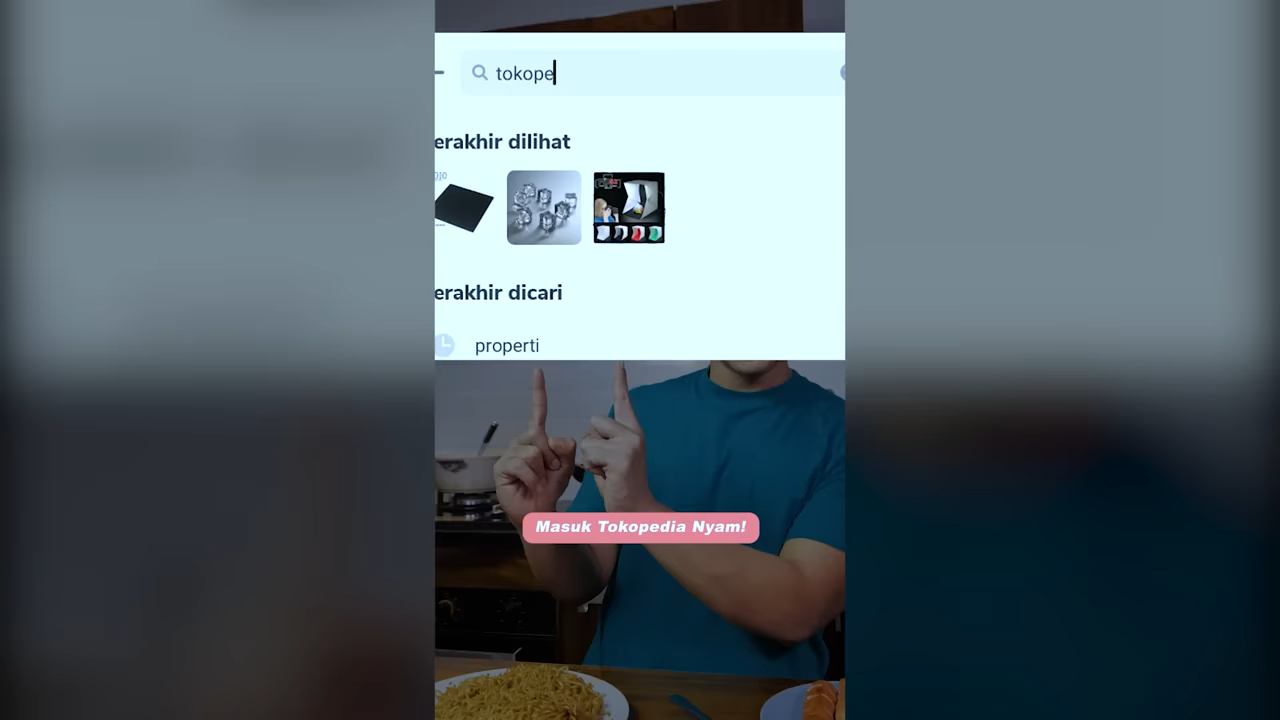 tokope
erakhir dilihat
erakhir dicari
properti
Masuk Tokopedia Nyam!